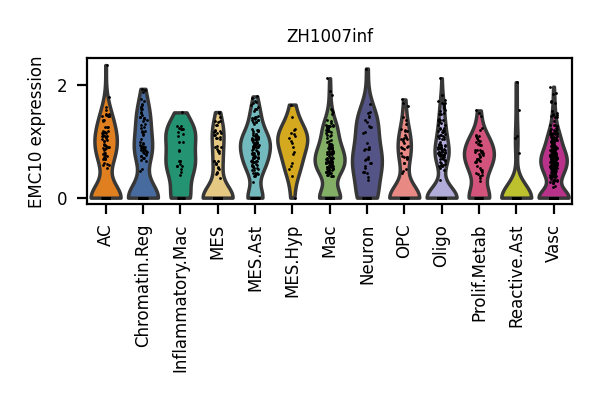 ZH1007inf
EMC10 expression
2
0
AC
Chromatin.Reg
Inflammatory.Mac
MES
MES.Ast
MES.Hyp
Mac
Neuron
OPC
Oligo
Prolif.Metab
Reactive.Ast
Vasc